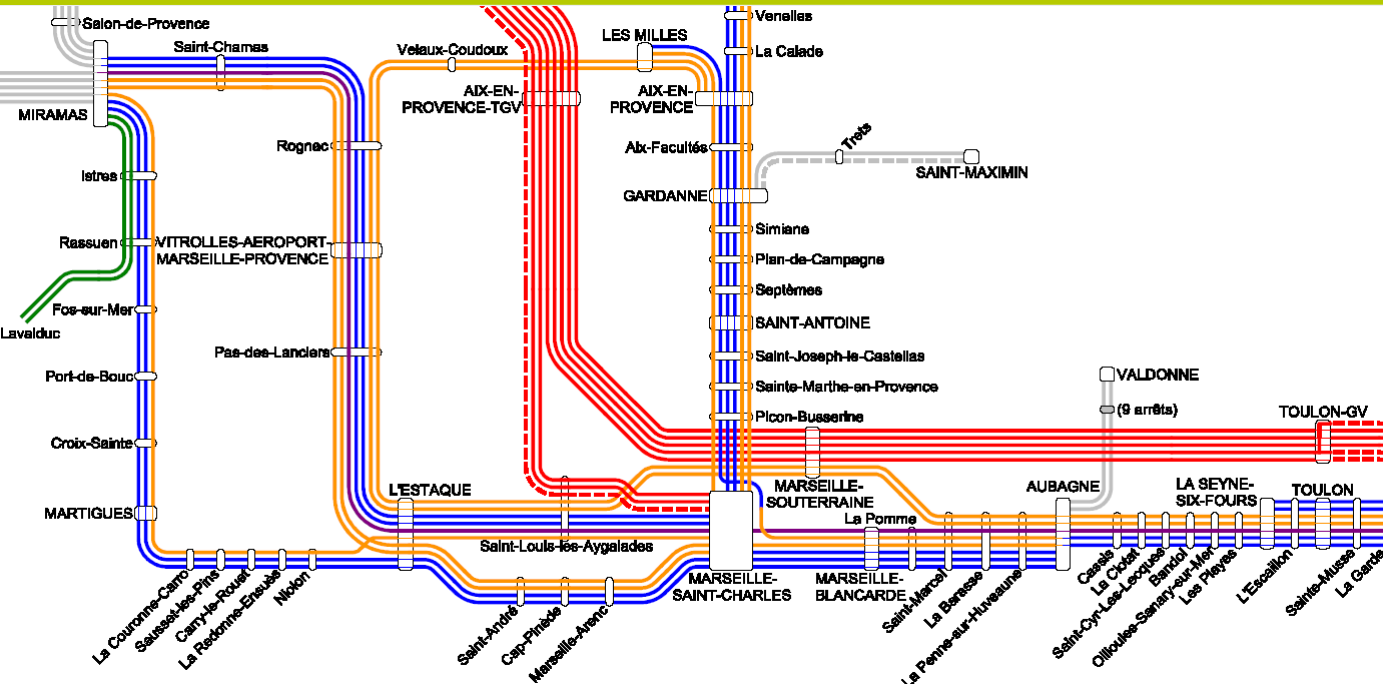 Salon-de-Provence
Saint-Chamas
MIRAMAS
Istres
Rassuen
Fos-sur-Mer
Lavalduc
Port-de-Bouc
Croix-Sainte
MARTIGUES
La Couronne-Carro
Sausset-les-Pins
Carry-le-Rouet
La Redonne-Ensuès
Niolon
Velaux-Coudoux
Rognac
VITROLLES-AEROPORT-
MARSEILLE-PROVENCE
Pas-des-Lanciers
L'ESTAQUE
LES MILLES
AIX-EN-
PROVENCE-TGV
AIX-EN-
PROVENCE
Venelles
La Calade
Aix-Facultés
GARDANNE
Trets
SAINT-MAXIMIN
Simiane
Plan-de-Campagne
Septèmes
SAINT-ANTOINE
Saint-Joseph-le-Castellas
Sainte-Marthe-en-Provence
Picon-Busserine
Saint-Louis-les-Aygalades
Saint-André
Cap-Pinède
Marseille-Arenc
MARSEILLE-
SAINT-CHARLES
MARSEILLE-
SOUTERRAINE
La Pomme
MARSEILLE-
BLANCARDE
Saint-Marcel
La Barasse
La Penne-sur-Huveaune
VALDONNE
(9 arrêts)
AUBAGNE
Cassis
La Ciotat
Saint-Cyr-Les-Lecques
Bandol
Ollioules-Sanary-sur-Mer
Les Playes
LA SEYNE-
SIX-FOURS
TOULON-GV
TOULON
L'Escaillon
Sainte-Musse
La Garde